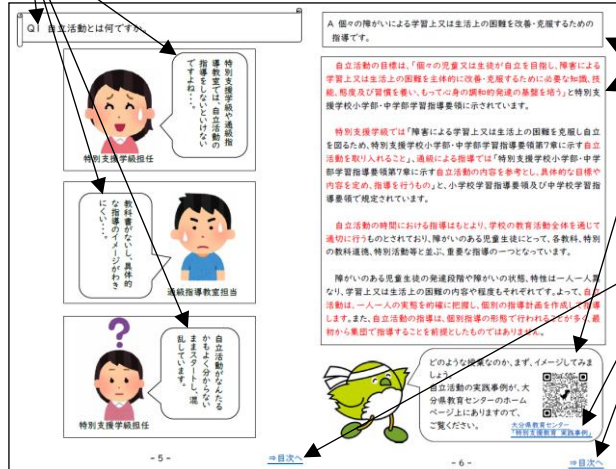 Q1 自立活動とは何ですか。
特別支援学級や通級指
導教室では、自立活動の
指導をしないといけない
ですよね・・・。
特別支援学級担任
教科書がないし、具体的
な指導のイメージがわき
にくい・・・。
通級指導教室担当
自立活動がなんたる
かもよく分からない
ままスタートし、混
乱しています。
特別支援学級担任
-5-
⇒目次へ
A 個々の障がいによる学習上又は生活上の困難を改善・克服するための
指導です。
自立活動の目標は、「個々の児童又は生徒が自立を目指し、障害による
学習上又は生活上の困難を主体的に改善・克服するために必要な知識、技
能、態度及び習慣を養い、もって心身の調和的発達の基盤を培う」と特別支
援学校小学部・中学部学習指導要領に示されています。
特別支援学級では「障害による学習上又は生活上の困難を克服し自立
を図るため、特別支援学校小学部・中学部学習指導要領第7章に示す自立
活動を取り入れること」、通級による指導では「特別支援学校小学部・中学
部学習指導要領第7章に示す自立活動の内容を参考とし、具体的な目標や
内容を定め、指導を行うもの」と、小学校学習指導要領及び中学校学習指
導要領で規定されています。
自立活動の時間における指導はもとより、学校の教育活動全体を通じて
適切に行うものとされており、障がいのある児童生徒にとって、各教科、特別
の教科道徳、特別活動等と並ぶ、重要な指導の一つとなっています。
障がいのある児童生徒の発達段階や障がいの状態、特性は一人一人異
なり、学習上又は生活上の困難の内容や程度もそれぞれです。よって、自立
活動は、一人一人の実態を的確に把握し、個別の指導計画を作成して指導
します。また、自立活動の指導は、個別指導の形態で行われることが多く、最
初から集団で指導することを前提としたものではありません。
どのような授業なのか、まず、イメージしてみま
しょう。
自立活動の実践事例が、大
分県教育センターのホーム
ページ上にありますので、
ご覧ください。
大分県教育センター
「特別支援教育 実践事例」
-6-
⇒目次へ